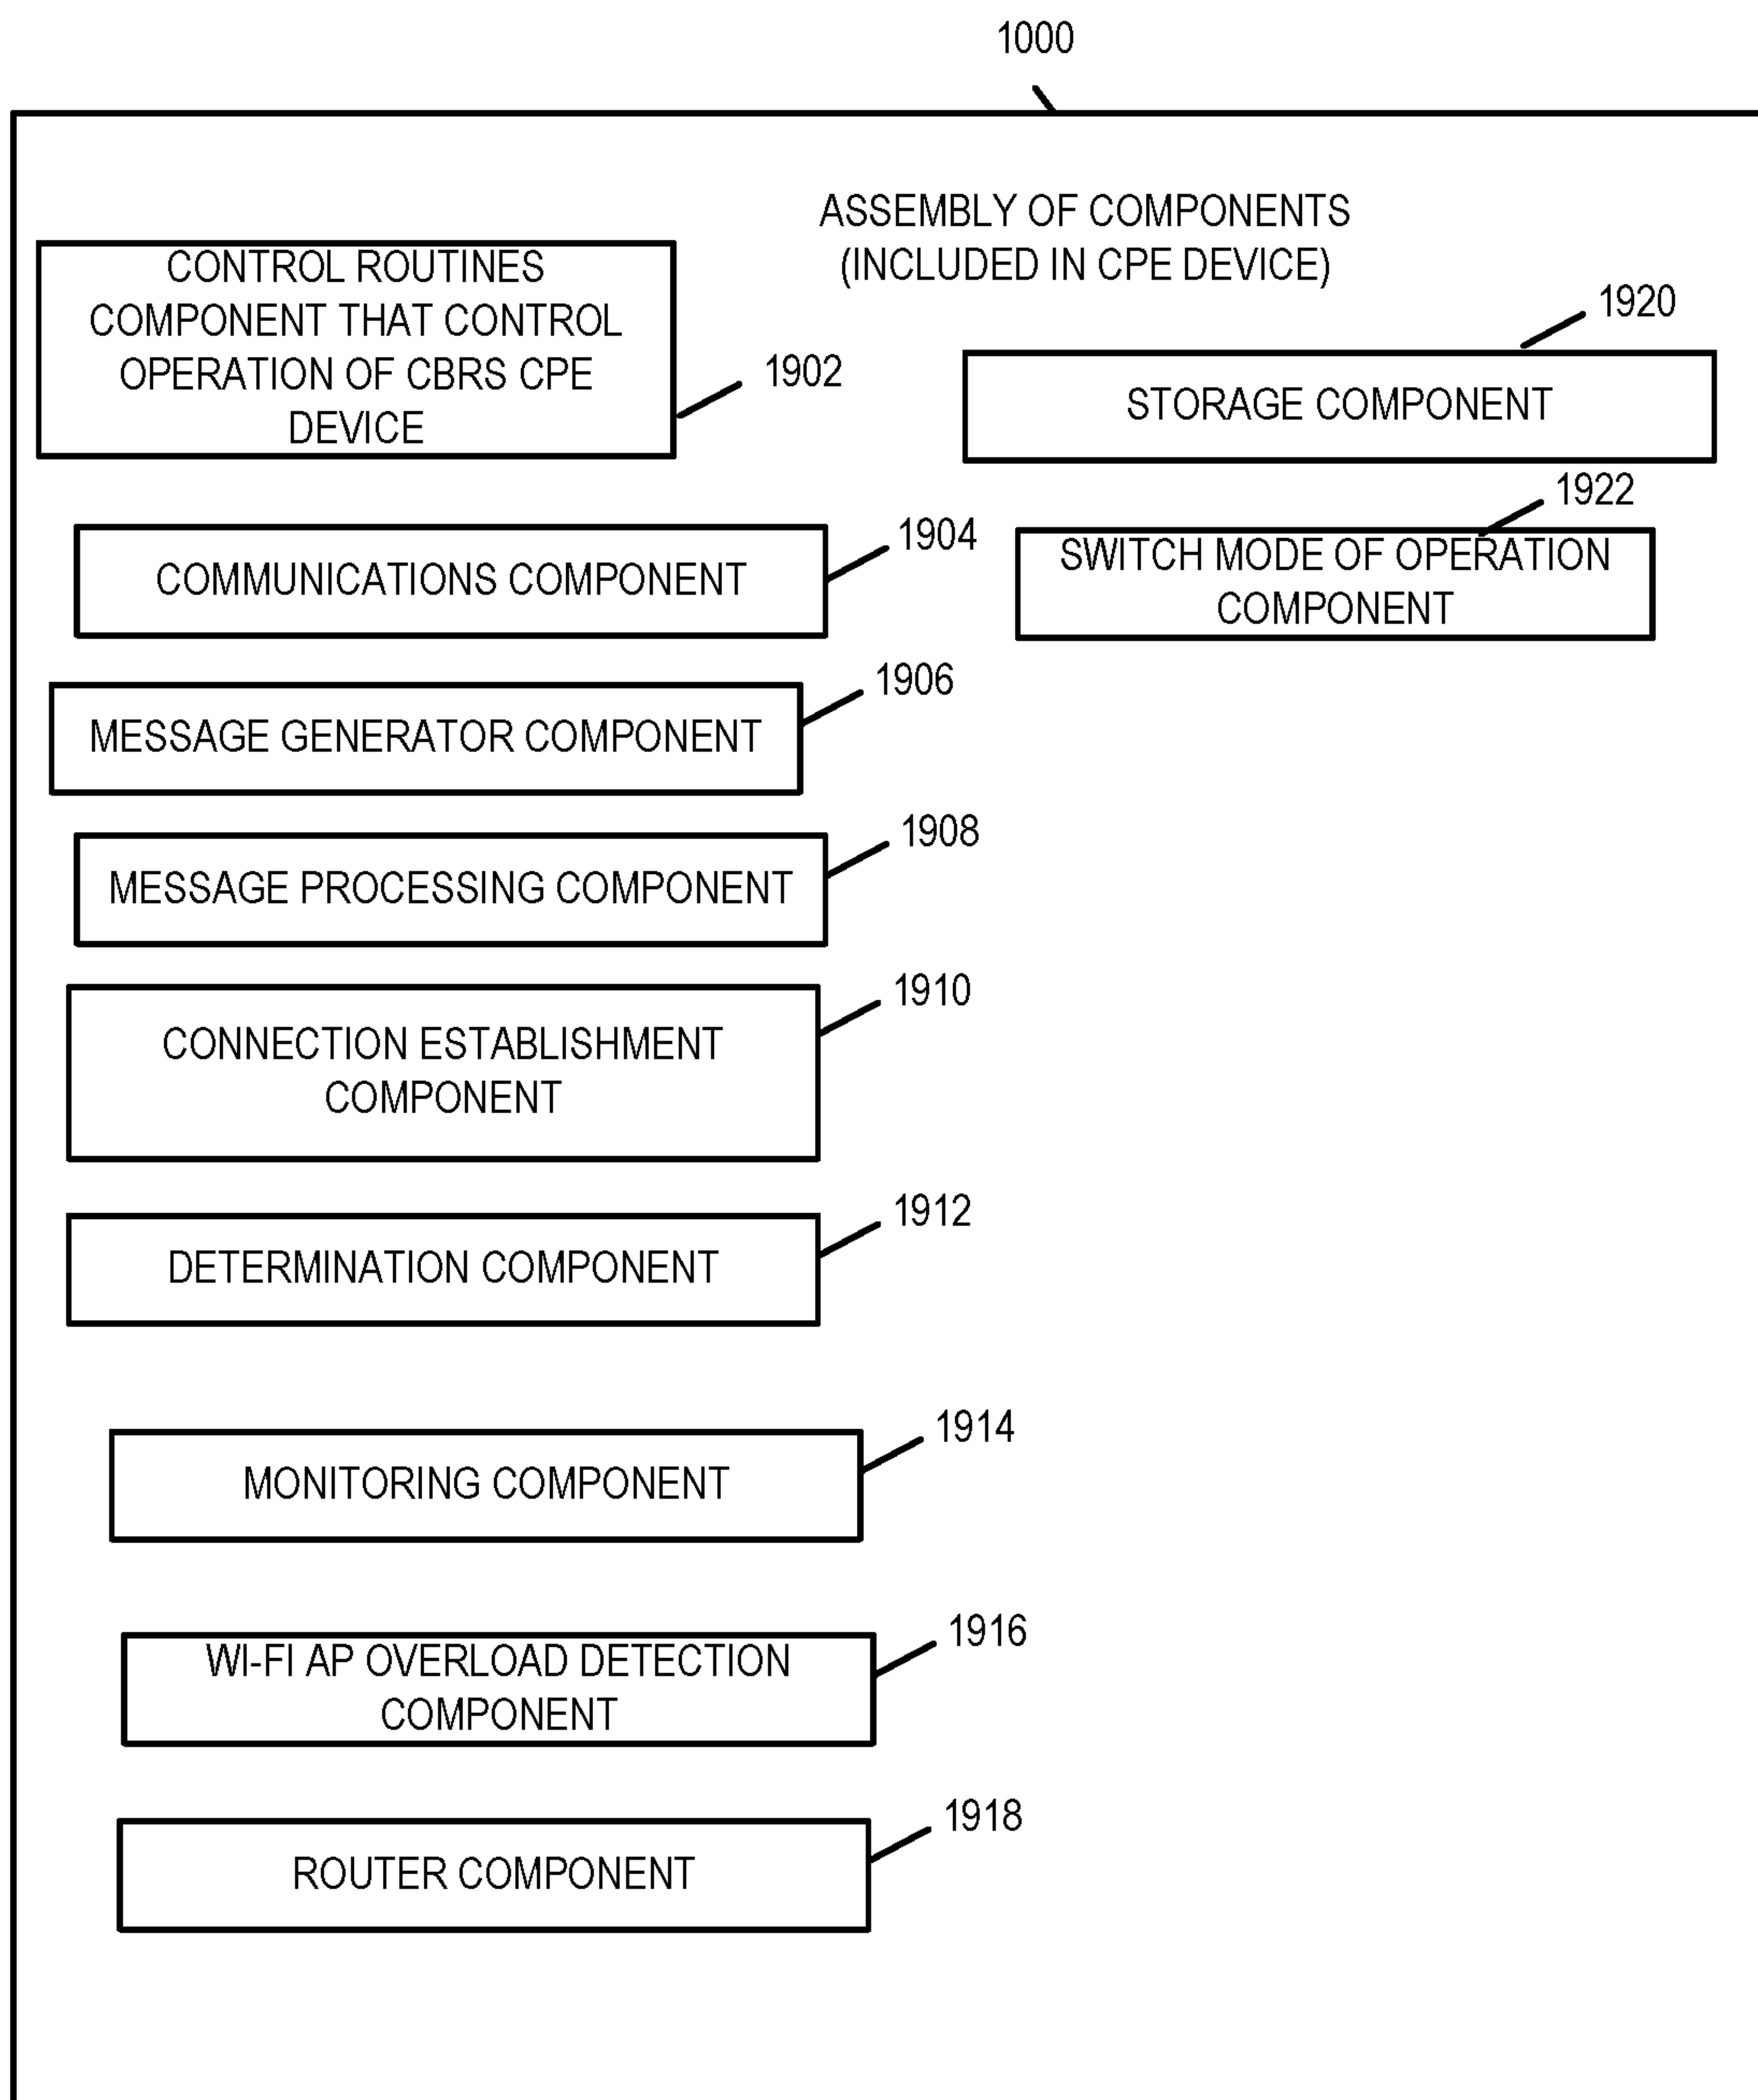 1000
ASSEMBLY OF COMPONENTS
(INCLUDED IN CPE DEVICE)
CONTROL ROUTINES
COMPONENT THAT CONTROL
OPERATION OF CBRS CPE
DEVICE
1902
1920
STORAGE COMPONENT
1904
COMMUNICATIONS COMPONENT
1922
SWITCH MODE OF OPERATION
COMPONENT
1906
MESSAGE GENERATOR COMPONENT
1908
MESSAGE PROCESSING COMPONENT
1910
CONNECTION ESTABLISHMENT
COMPONENT
1912
DETERMINATION COMPONENT
1914
MONITORING COMPONENT
1916
WI-FI AP OVERLOAD DETECTION
COMPONENT
1918
ROUTER COMPONENT